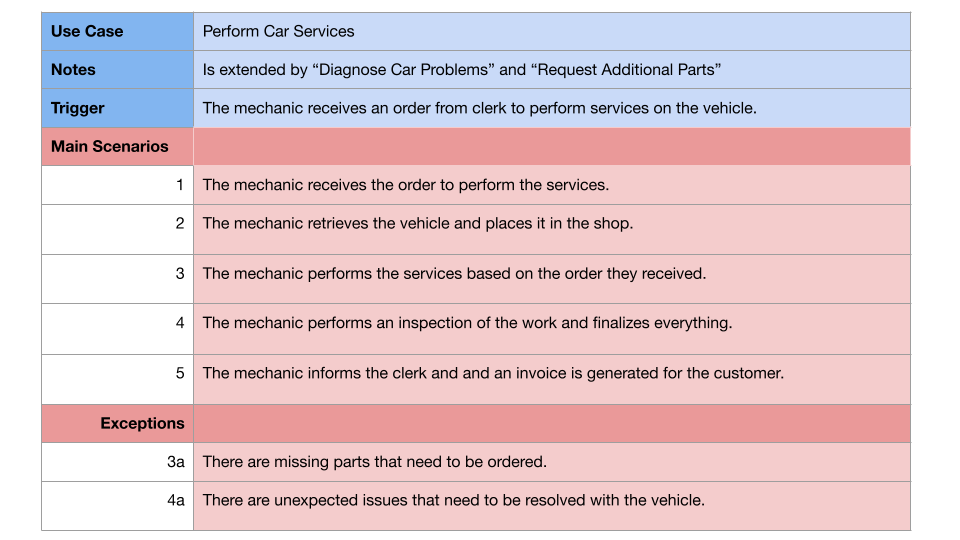 Use Case Perform Car Services
Notes Is extended by “Diagnose Car Problems” and “Request Additional Parts”
Trigger The mechanic receives an order from clerk to perform services on the vehicle.
Main Scenarios
1 The mechanic receives the order to perform the services.
2 The mechanic retrieves the vehicle and places it in the shop.
3 The mechanic performs the services based on the order they received.
4 The mechanic performs an inspection of the work and finalizes everything.
5 The mechanic informs the clerk and and an invoice is generated for the customer.
Exceptions
3a There are missing parts that need to be ordered.
4a There are unexpected issues that need to be resolved with the vehicle.